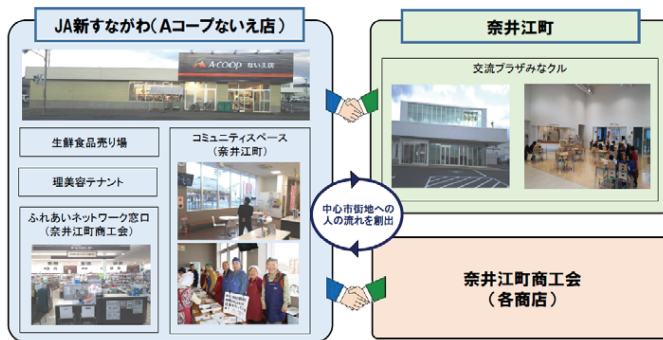 JA新すながわ(Aコープないえ店)
A-COOP ないえ店
生鮮食品売り場
理美容テナント
ふれあいネットワーク窓口
(奈井江町商工会)
コミュニティスペース
(奈井江町)
中心市街地への
人の流れを創出
奈井江町
交流プラザみなクル
奈井江町商工会
(各商店)